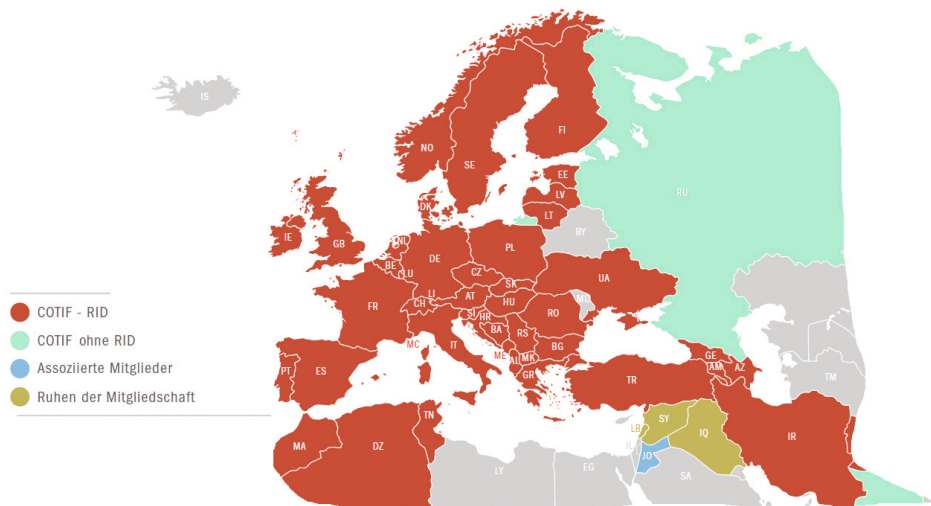 IS
NO
SE
FI
RU
EE
LV
LT
DK
BY
IE
GB
NL
PL
DE
BE
LU
CZ
UA
SK
LI
AT
MD
FR
CH
HU
RO
SI
HR
BA
RS
MC
IT
ME
BG
MK
AL
GR
PT
ES
GE
AM
AZ
TM
TR
TN
SY
LB
IQ
IR
MA
DZ
IL
JO
LY
EG
SA
COTIF - RID
COTIF ohne RID
Assoziierte Mitglieder
Ruhen der Mitgliedschaft